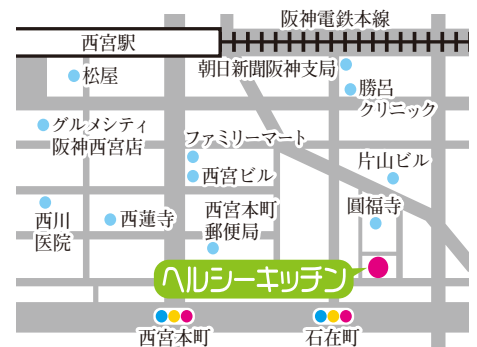 阪神電鉄本線
西宮駅
朝日新聞阪神支局
松屋
勝呂
クリニック
グルメシティ
阪神西宮店
ファミリーマート
片山ビル
西宮ビル
西川
医院
西蓮寺
西宮本町
郵便局
圓福寺
ヘルシーキッチン
西宮本町
石在町